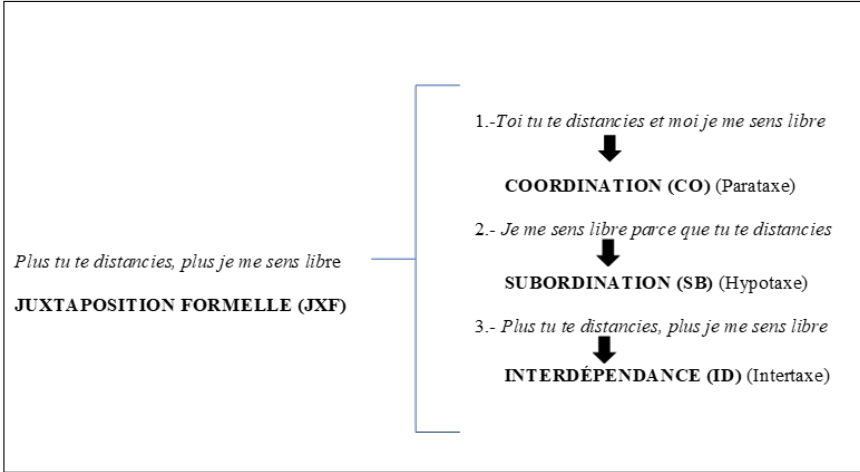 Plus tu te distancies, plus je me sens libre
JUXTAPOSITION FORMELLE (JXF)
1.-Toi tu te distancies et moi je me sens libre
COORDINATION (CO) (Parataxe)
2.- Je me sens libre parce que tu te distancies
SUBORDINATION (SB) (Hypotaxe)
3.- Plus tu te distancies, plus je me sens libre
INTERDÉPENDANCE (ID) (Intertaxe)